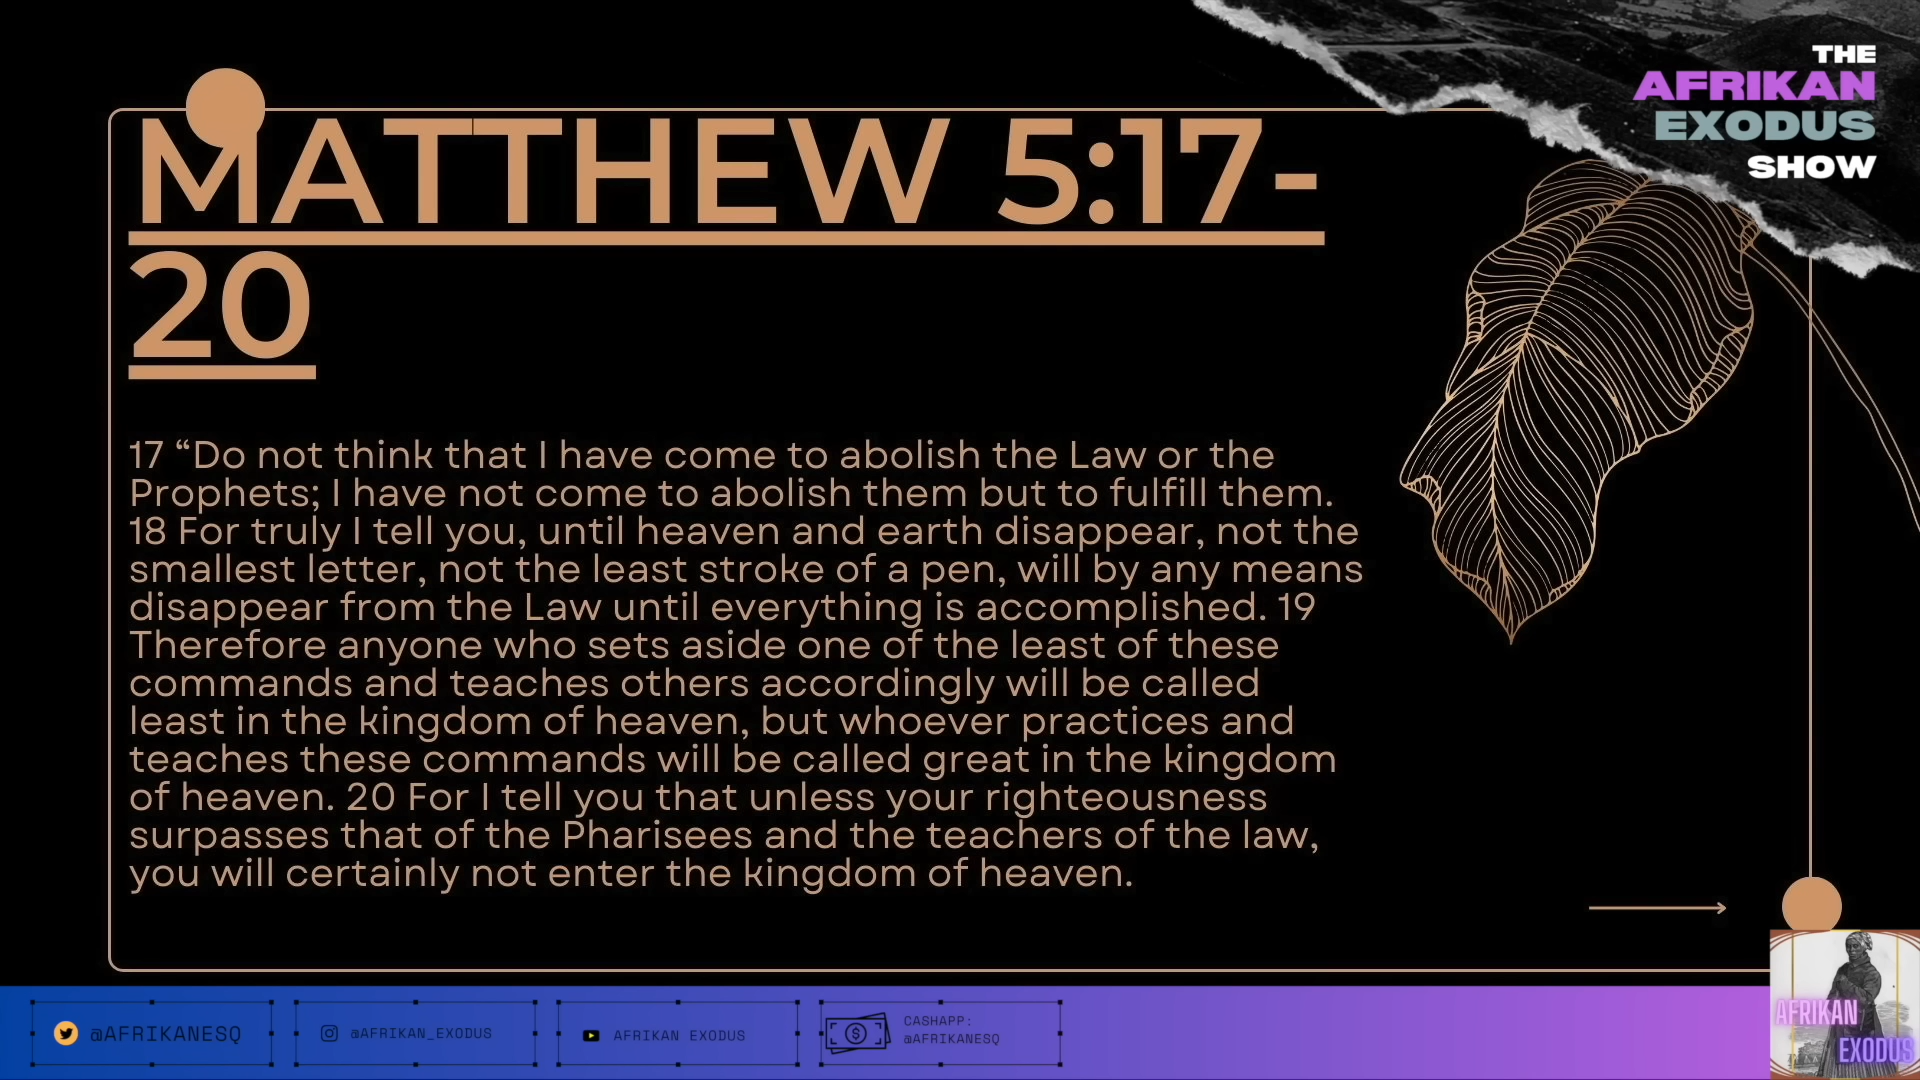 THE
AFRIKAN
EXODUS
SHOW
MATTHEW 5:17-
20
17 “Do not think that I have come to abolish the Law or the
Prophets; I have not come to abolish them but to fulfill them.
18 For truly I tell you, until heaven and earth disappear, not the
smallest letter, not the least stroke of a pen, will by any means
disappear from the Law until everything is accomplished. 19
Therefore anyone who sets aside one of the least of these
commands and teaches others accordingly will be called
least in the kingdom of heaven, but whoever practices and
teaches these commands will be called great in the kingdom
of heaven. 20 For I tell you that unless your righteousness
surpasses that of the Pharisees and the teachers of the law,
you will certainly not enter the kingdom of heaven.
@AFRIKANESQ
@AFRIKAN_EXODUS
AFRIKAN EXODUS
CASHAPP:
@AFRIKANESQ
AFRIKAN
EXODUS